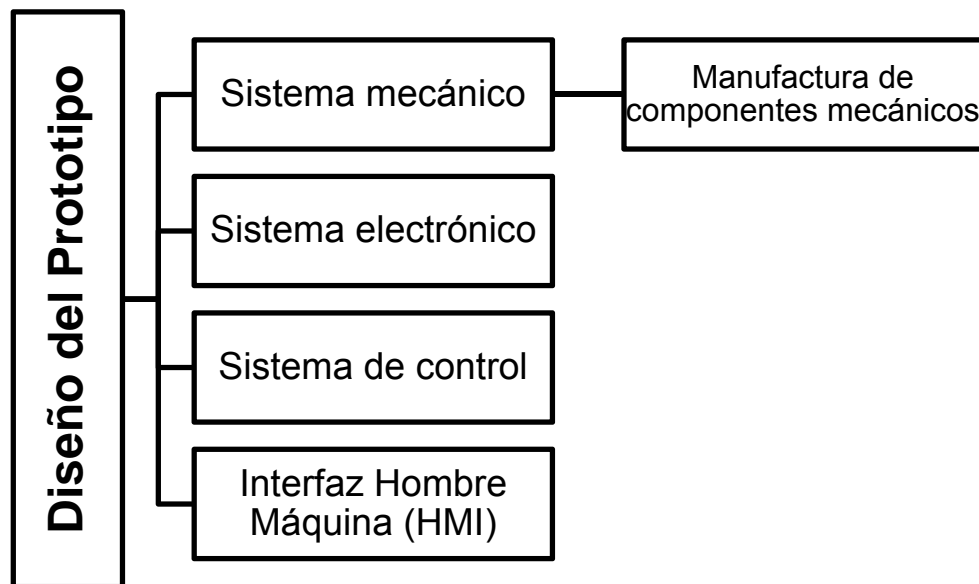 Diseño del Prototipo
Sistema mecánico
Manufactura de
componentes mecánicos
Sistema electrónico
Sistema de control
Interfaz Hombre
Máquina (HMI)